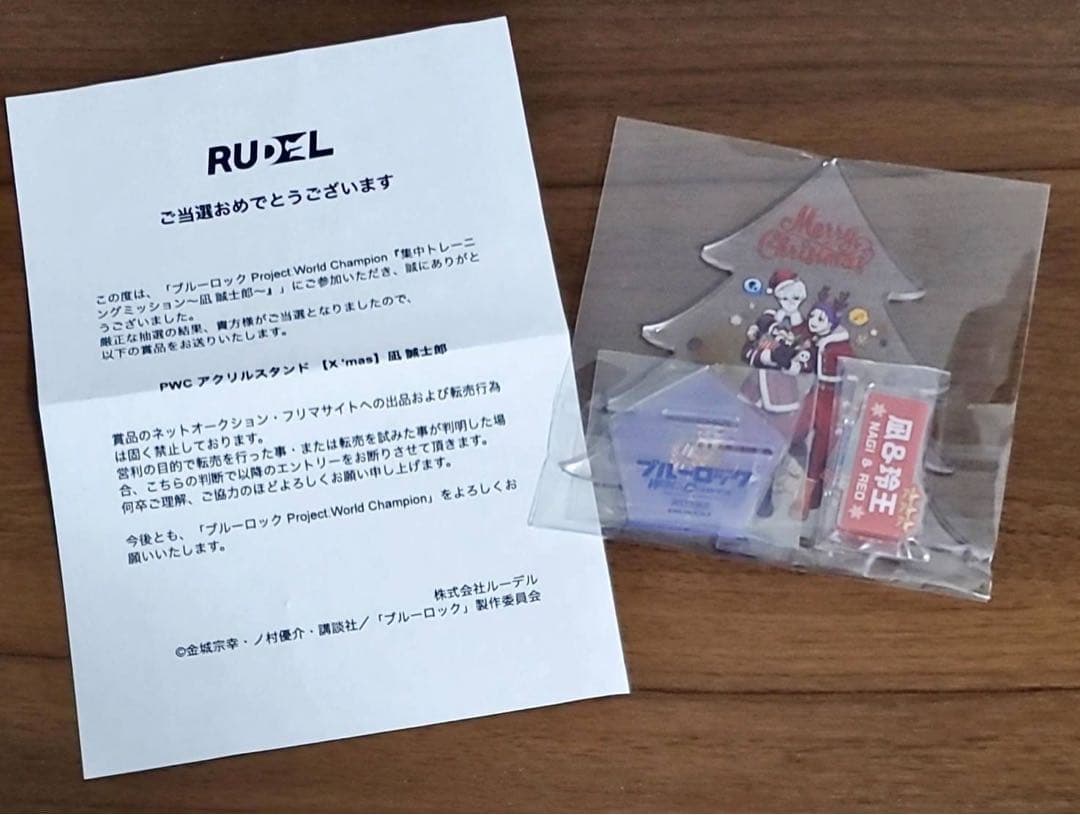 RUDEL
ご当選おめでとうございます
この度は、「ブルーロック Project.World Champion『集中トレーニ
ングミッション～凪 誠士郎～』」にご参加いただき、誠にありがと
うございました。
厳正な抽選の結果、貴方様がご当選となりましたので、
以下の賞品をお送りいたします。
PWC アクリルスタンド 【X'mas】凪 誠士郎
賞品のネットオークション・フリマサイトへの出品および転売行為
は固く禁止しております。
営利の目的で転売を行った事・または転売を試みた事が判明した場
合、こちらの判断で以降のエントリーをお断りさせて頂きます。
何卒ご理解、ご協力のほどよろしくお願い申し上げます。
今後とも、「ブルーロック Project.World Champion」をよろしくお
願いいたします。
株式会社ルーデル
©金城宗幸・ノ村優介・講談社／「ブルーロック」製作委員会
Merry
Christmas!
ブルーロック
凪&玲王
NAGI & REO